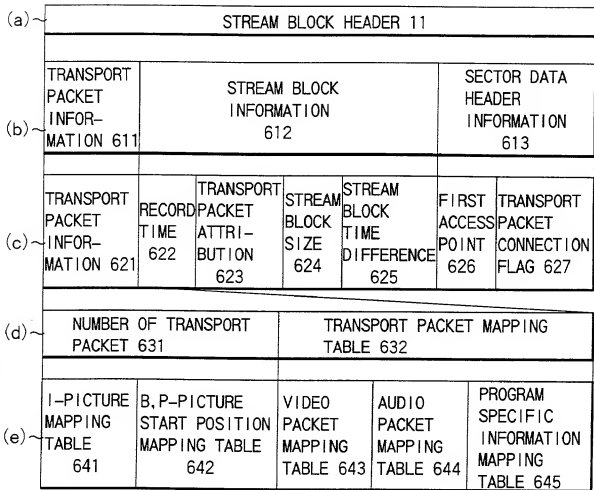 (a)
STREAM BLOCK HEADER 11
(b)
TRANSPORT
PACKET
INFOR-
MATION 611
STREAM BLOCK
INFORMATION
612
SECTOR DATA
HEADER
INFORMATION
613
(c)
TRANSPORT
PACKET
INFOR-
MATION 621
RECORD
TIME
622
TRANSPORT
PACKET
ATTRI-
BUTION
623
STREAM
BLOCK
SIZE
624
STREAM
BLOCK
TIME
DIFFERENCE
625
FIRST
ACCESS
POINT
626
TRANSPORT
PACKET
CONNECTION
FLAG 627
(d)
NUMBER OF TRANSPORT
PACKET 631
TRANSPORT PACKET MAPPING
TABLE 632
(e)
I-PICTURE
MAPPING
TABLE
641
B, P-PICTURE
START POSITION
MAPPING TABLE
642
VIDEO
PACKET
MAPPING
TABLE 643
AUDIO
PACKET
MAPPING
TABLE 644
PROGRAM
SPECIFIC
INFORMATION
MAPPING
TABLE 645